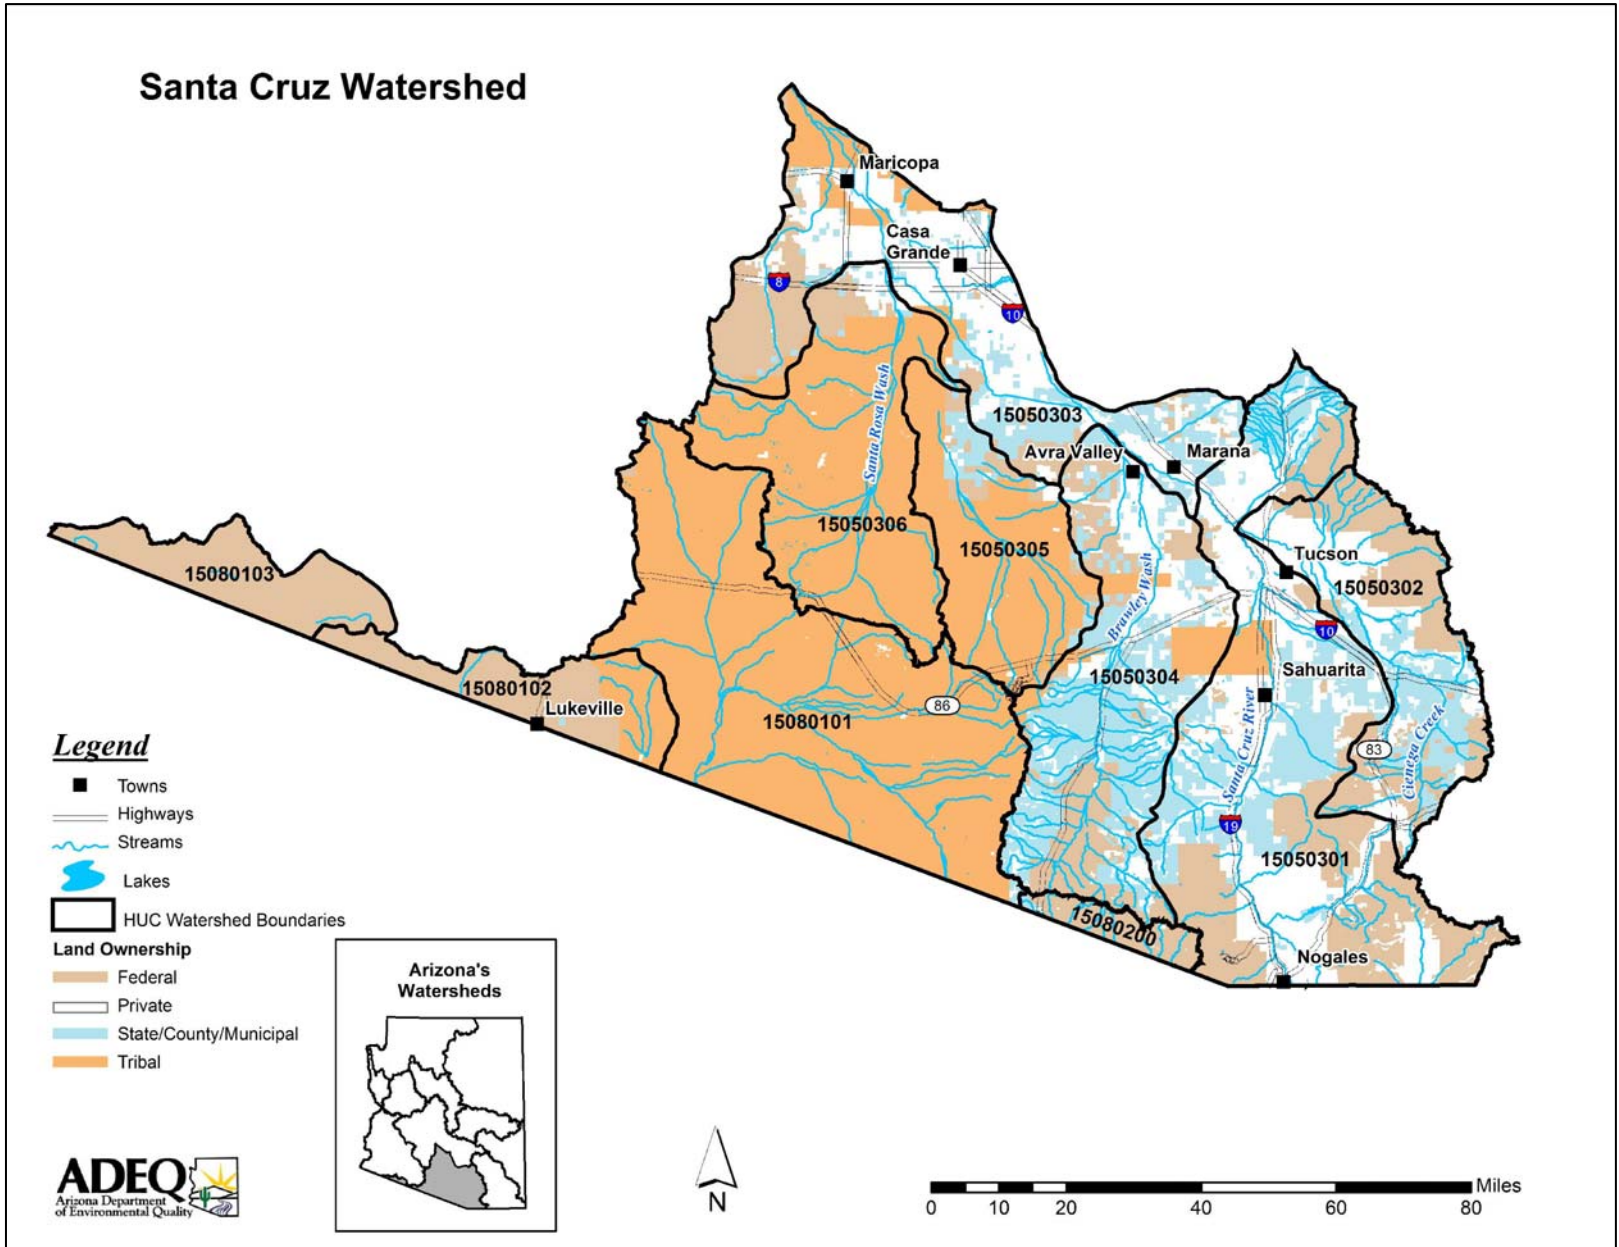 Santa Cruz Watershed
Maricopa
Casa
Grande
8
10
Santa Rosa Wash
15050303
Avra Valley
Marana
15050306
15050305
Tucson
15080103
15050302
Brawley Wash
10
Sahuarita
15050304
15080102
Lukeville
86
15080101
Santa Cruz River
83
Cienega Creek
19
15050301
15080200
Nogales
Legend
Towns
Highways
Streams
Lakes
HUC Watershed Boundaries
Land Ownership
Federal
Private
State/County/Municipal
Tribal
Arizona's
Watersheds
ADEQ
Arizona Department
of Environmental Quality
N
Miles
0 10 20 40 60 80